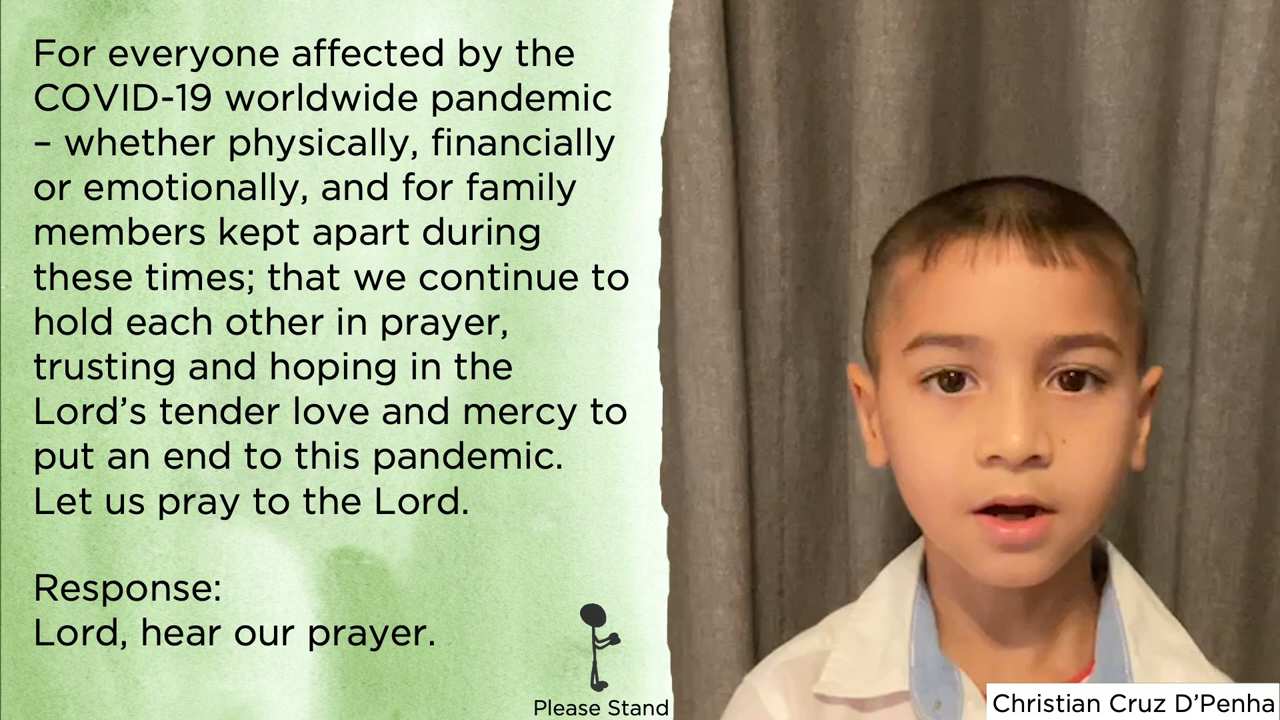 For everyone affected by the
COVID-19 worldwide pandemic
– whether physically, financially
or emotionally, and for family
members kept apart during
these times; that we continue to
hold each other in prayer,
trusting and hoping in the
Lord’s tender love and mercy to
put an end to this pandemic.
Let us pray to the Lord.
Response:
Lord, hear our prayer.
Please Stand
Christian Cruz D’Penha